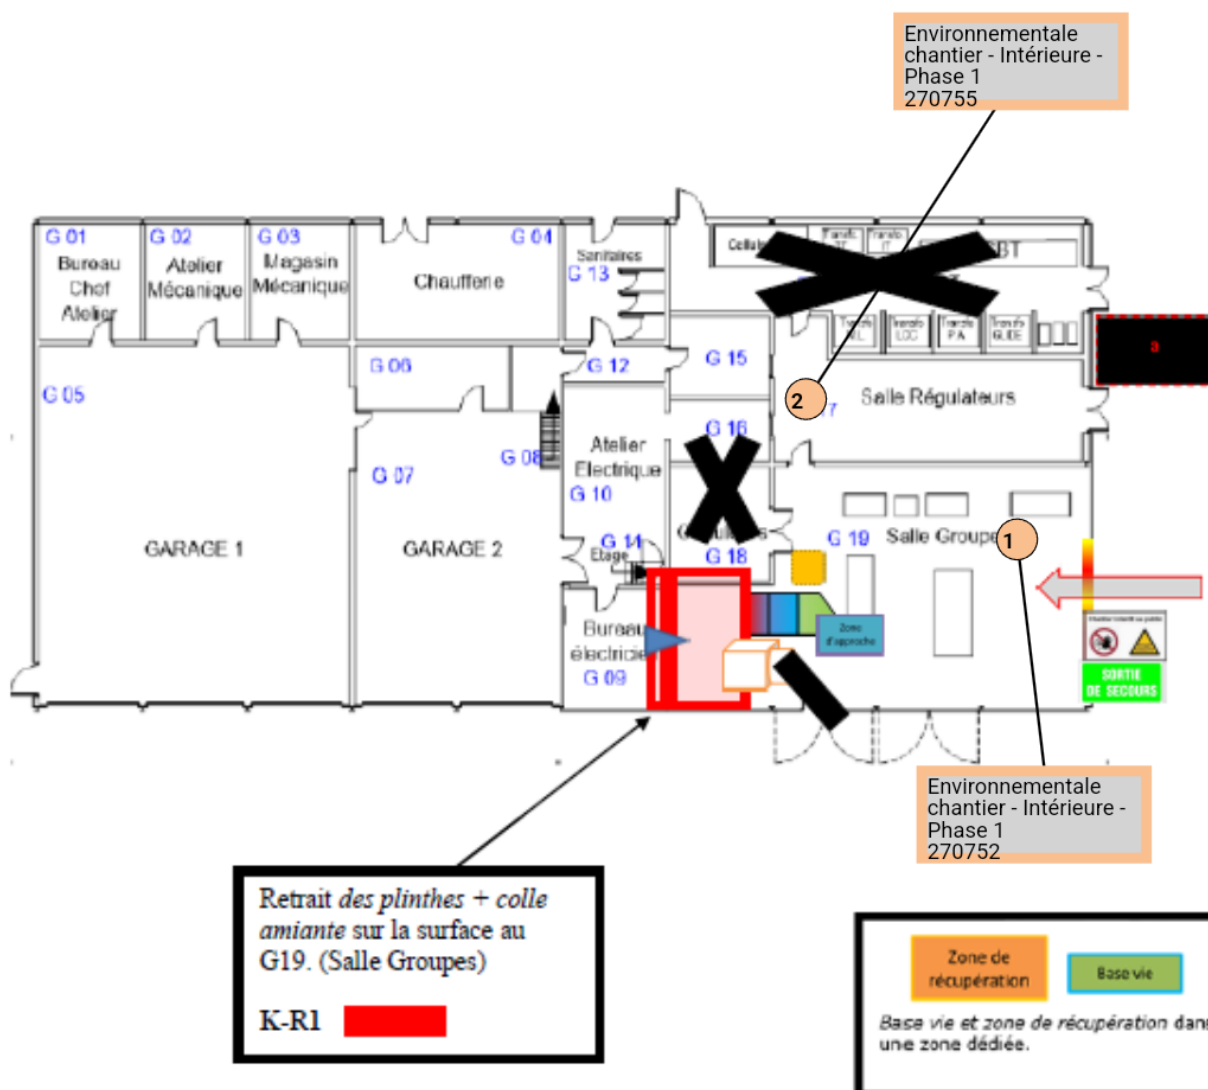 Environnementale
chantier - Intérieure -
Phase 1
270755
G 01
Bureau
Chef
Atelier
G 02
Atelier
Mécanique
G 03
Magasin
Mécanique
G 04
Chaufferie
Sanitaires
G 13
G 05
G 06
G 12
G 15
Salle Régulateurs
2
G 16
Atelier
Electrique
G 10
G 08
G 07
GARAGE 1
GARAGE 2
G 11
Etage
G 18
G 19
Salle Groupe
1
a
Bureau
G 09
Zone
d'approche
SORTIE
DE SECOURS
Environnementale
chantier - Intérieure -
Phase 1
270752
Retrait des plinthes + colle
amiante sur la surface au
G19. (Salle Groupes)
K-R1
Zone de
récupération
Base vie
Base vie et zone de récupération dans
une zone dédiée.